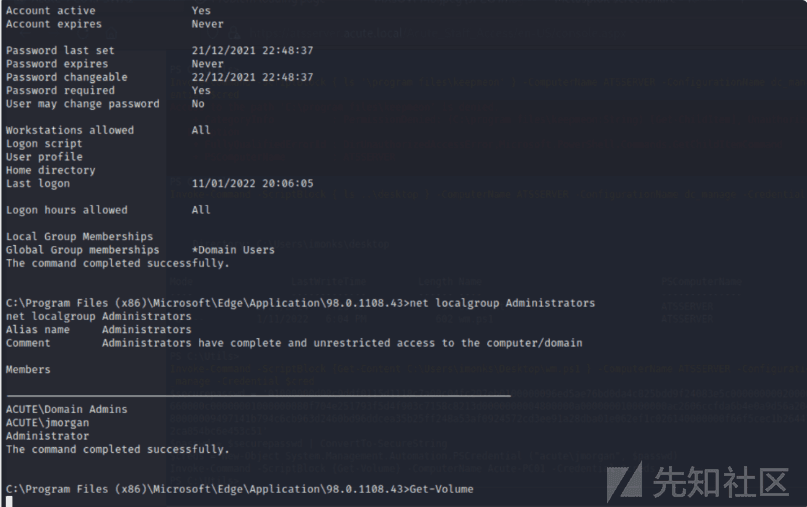 Account active Yes
Account expires Never
Password last set 21/12/2021 22:48:37
Password expires Never
Password changeable 22/12/2021 22:48:37
Password required Yes
User may change password No
Workstations allowed All
Logon script
User profile
Home directory
Last logon 11/01/2022 20:06:05
Logon hours allowed All
Local Group Memberships
Global Group memberships *Domain Users
The command completed successfully.
C:\Program Files (x86)\Microsoft\Edge\Application\98.0.1108.43>net localgroup Administrators
net localgroup Administrators
Alias name Administrators
Comment Administrators have complete and unrestricted access to the computer/domain
Members
-------------------------------------------------------------------------------
ACUTE\Domain Admins
ACUTE\jmorgan
Administrator
The command completed successfully.
C:\Program Files (x86)\Microsoft\Edge\Application\98.0.1108.43>Get-Volume
先知社区